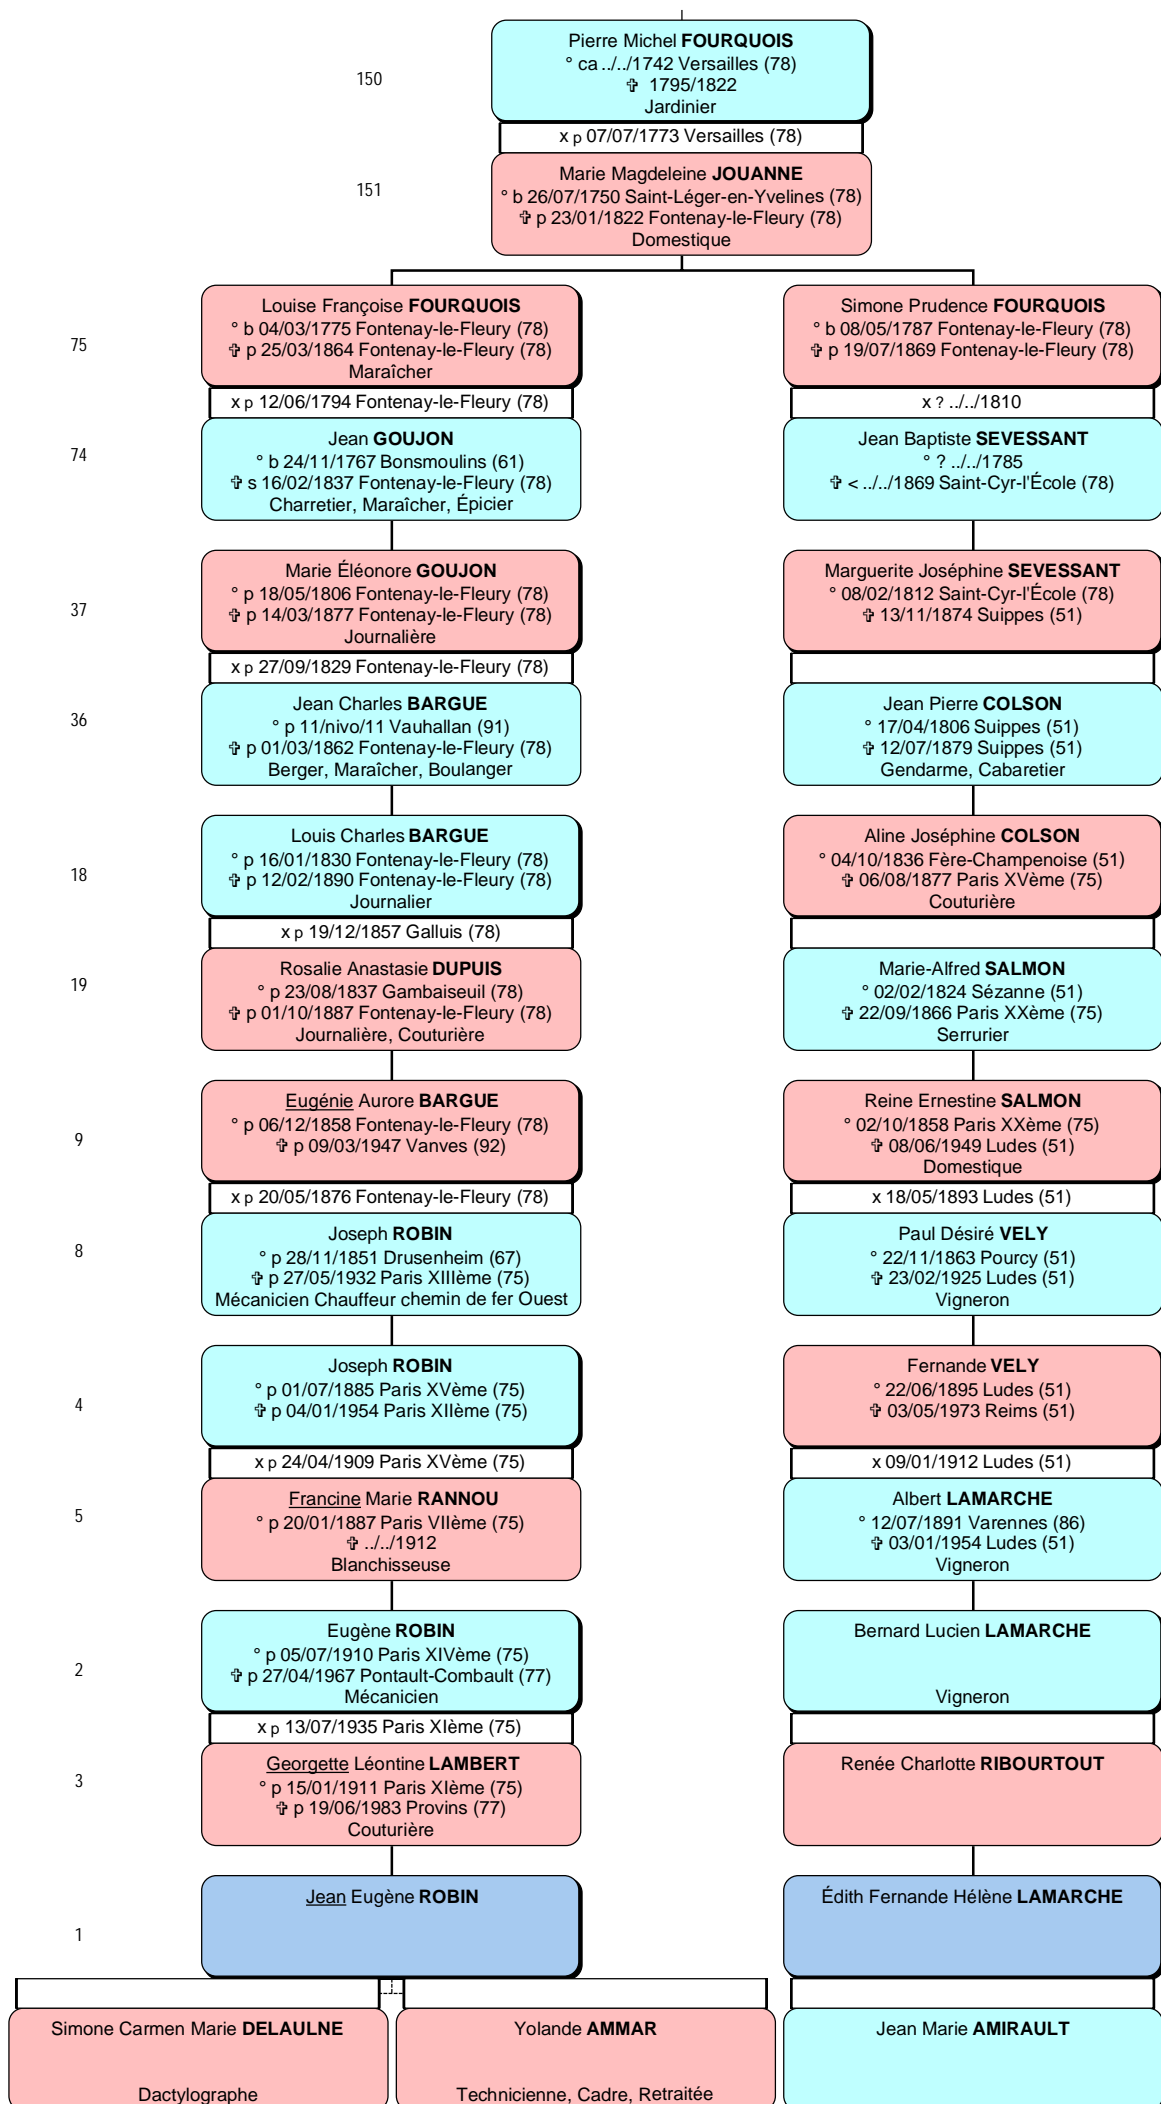 Pierre Michel FOURQUOIS
° ca ../../1742 Versailles (78)
✞ 1795/1822
Jardinier
150
x p 07/07/1773 Versailles (78)
Marie Magdeleine JOUANNE
° b 26/07/1750 Saint-Léger-en-Yvelines (78)
✞ p 23/01/1822 Fontenay-le-Fleury (78)
Domestique
151
Louise Françoise FOURQUOIS
° b 04/03/1775 Fontenay-le-Fleury (78)
✞ p 25/03/1864 Fontenay-le-Fleury (78)
Maraîcher
Simone Prudence FOURQUOIS
° b 08/05/1787 Fontenay-le-Fleury (78)
✞ p 19/07/1869 Fontenay-le-Fleury (78)
75
x p 12/06/1794 Fontenay-le-Fleury (78)
x ? ../../1810
Jean GOUJON
° b 24/11/1767 Bonsmoulins (61)
✞ s 16/02/1837 Fontenay-le-Fleury (78)
Charretier, Maraîcher, Épicier
Jean Baptiste SEVESSANT
° ? ../../1785
✞ < ../../1869 Saint-Cyr-l'École (78)
74
Marie Éléonore GOUJON
° p 18/05/1806 Fontenay-le-Fleury (78)
✞ p 14/03/1877 Fontenay-le-Fleury (78)
Journalière
Marguerite Joséphine SEVESSANT
° 08/02/1812 Saint-Cyr-l'École (78)
✞ 13/11/1874 Suippes (51)
37
x p 27/09/1829 Fontenay-le-Fleury (78)
Jean Charles BARGUE
° p 11/nivo/11 Vauhallan (91)
✞ p 01/03/1862 Fontenay-le-Fleury (78)
Berger, Maraîcher, Boulanger
Jean Pierre COLSON
° 17/04/1806 Suippes (51)
✞ 12/07/1879 Suippes (51)
Gendarme, Cabaretier
36
Louis Charles BARGUE
° p 16/01/1830 Fontenay-le-Fleury (78)
✞ p 12/02/1890 Fontenay-le-Fleury (78)
Journalier
Aline Joséphine COLSON
° 04/10/1836 Fère-Champenoise (51)
✞ 06/08/1877 Paris XVème (75)
Couturière
18
x p 19/12/1857 Galluis (78)
Rosalie Anastasie DUPUIS
° p 23/08/1837 Gambaiseuil (78)
✞ p 01/10/1887 Fontenay-le-Fleury (78)
Journalière, Couturière
Marie-Alfred SALMON
° 02/02/1824 Sézanne (51)
✞ 22/09/1866 Paris XXème (75)
Serrurier
19
Eugénie Aurore BARGUE
° p 06/12/1858 Fontenay-le-Fleury (78)
✞ p 09/03/1947 Vanves (92)
Reine Ernestine SALMON
° 02/10/1858 Paris XXème (75)
✞ 08/06/1949 Ludes (51)
Domestique
9
x p 20/05/1876 Fontenay-le-Fleury (78)
x 18/05/1893 Ludes (51)
Joseph ROBIN
° p 28/11/1851 Drusenheim (67)
✞ p 27/05/1932 Paris XIIIème (75)
Mécanicien Chauffeur chemin de fer Ouest
Paul Désiré VELY
° 22/11/1863 Pourcy (51)
✞ 23/02/1925 Ludes (51)
Vigneron
8
Joseph ROBIN
° p 01/07/1885 Paris XVème (75)
✞ p 04/01/1954 Paris XIIème (75)
Fernande VELY
° 22/06/1895 Ludes (51)
✞ 03/05/1973 Reims (51)
4
x p 24/04/1909 Paris XVème (75)
x 09/01/1912 Ludes (51)
Francine Marie RANNOU
° p 20/01/1887 Paris VIIème (75)
✞ ../../1912
Blanchisseuse
Albert LAMARCHE
° 12/07/1891 Varennes (86)
✞ 03/01/1954 Ludes (51)
Vigneron
5
Eugène ROBIN
° p 05/07/1910 Paris XIVème (75)
✞ p 27/04/1967 Pontault-Combault (77)
Mécanicien
Bernard Lucien LAMARCHE
Vigneron
2
x p 13/07/1935 Paris XIème (75)
Georgette Léontine LAMBERT
° p 15/01/1911 Paris XIème (75)
✞ p 19/06/1983 Provins (77)
Couturière
Renée Charlotte RIBOURTOUT
3
Jean Eugène ROBIN
Édith Fernande Hélène LAMARCHE
1
Simone Carmen Marie DELAULNE
Dactylographe
Yolande AMMAR
Technicienne, Cadre, Retraitée
Jean Marie AMIRAULT